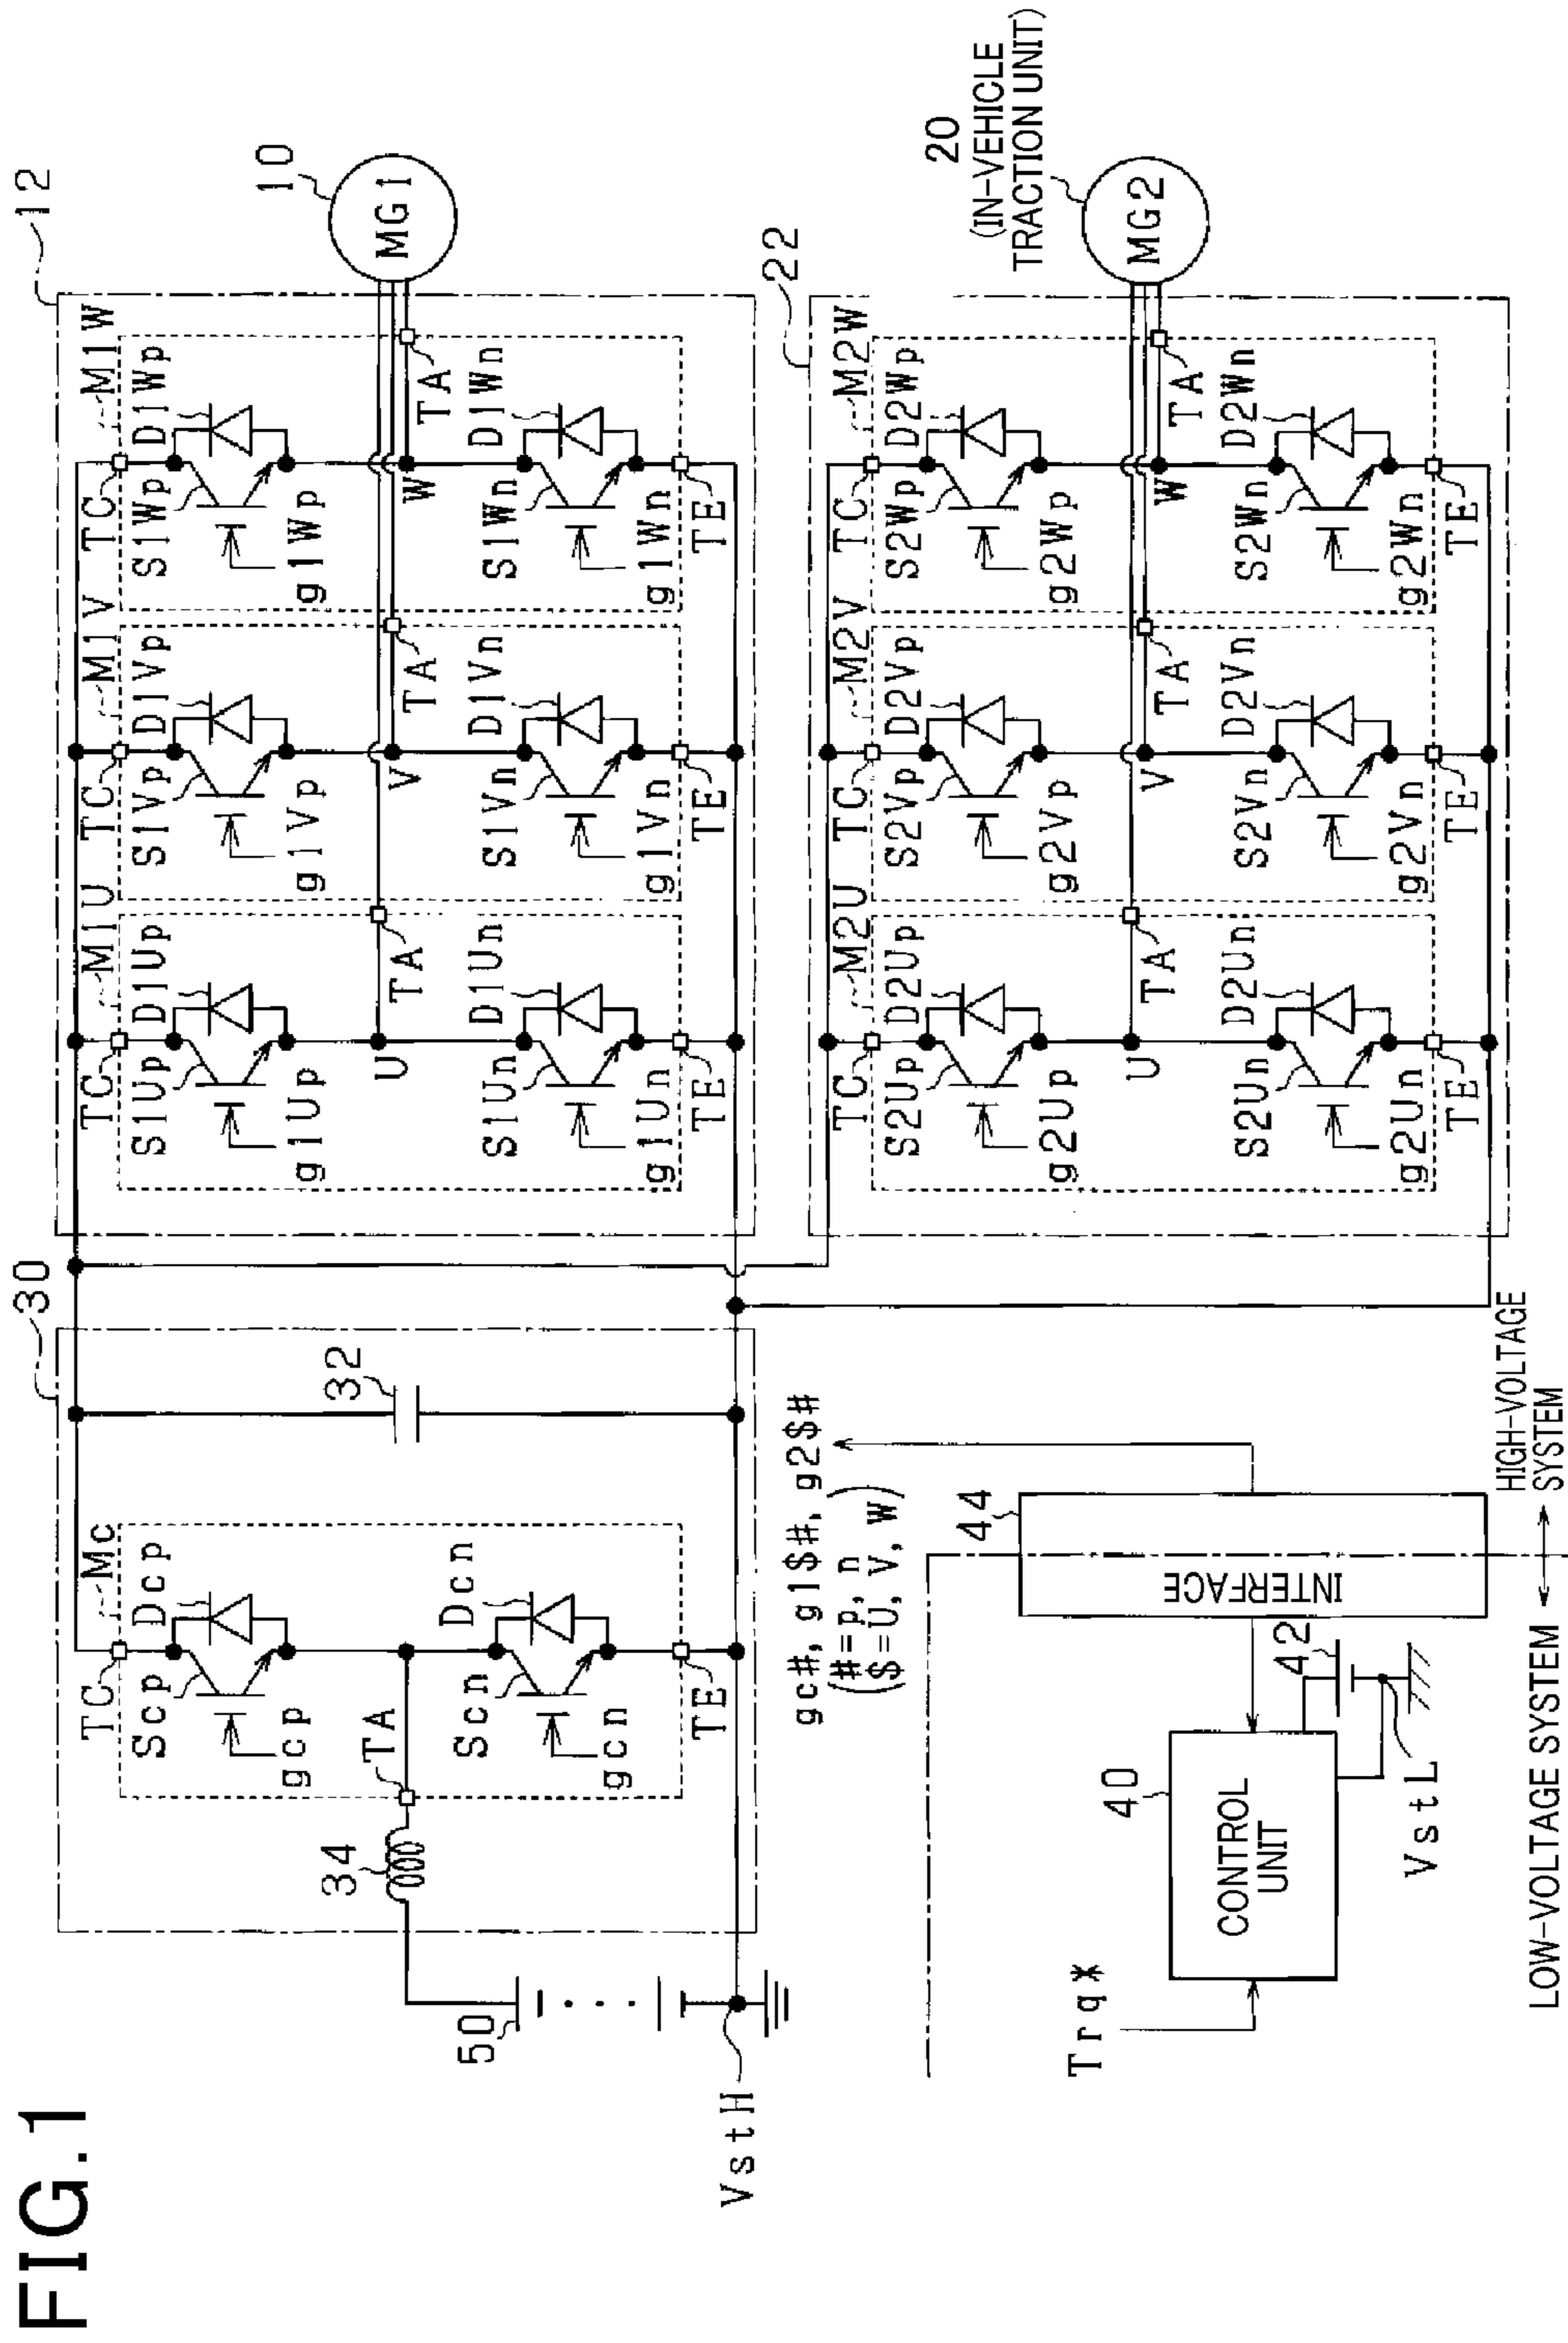 FIG.1
30
12
TC
Mc
Scp
Dcp
gcp
TA
34
Scn
Dcn
gcn
TE
32
50
VstH
TC
M1U
S1Up
D1Up
g1Up
U
TA
S1Un
D1Un
g1Un
TE
TC
M1V
S1Vp
D1Vp
g1Vp
V
TA
S1Vn
D1Vn
g1Vn
TE
TC
M1W
S1Wp
D1Wp
g1Wp
W
TA
S1Wn
D1Wn
g1Wn
TE
10
MG1
22
TC
M2U
S2Up
D2Up
g2Up
U
TA
S2Un
D2Un
g2Un
TE
TC
M2V
S2Vp
D2Vp
g2Vp
V
TA
S2Vn
D2Vn
g2Vn
TE
TC
M2W
S2Wp
D2Wp
g2Wp
W
TA
S2Wn
D2Wn
g2Wn
TE
20
(IN-VEHICLE
TRACTION UNIT)
MG2
gc#, g1$#, g2$#
(#=p, n
$=U, V, W)
Trq*
40
CONTROL
UNIT
42
VstL
44
INTERFACE
LOW-VOLTAGE SYSTEM
HIGH-VOLTAGE
SYSTEM